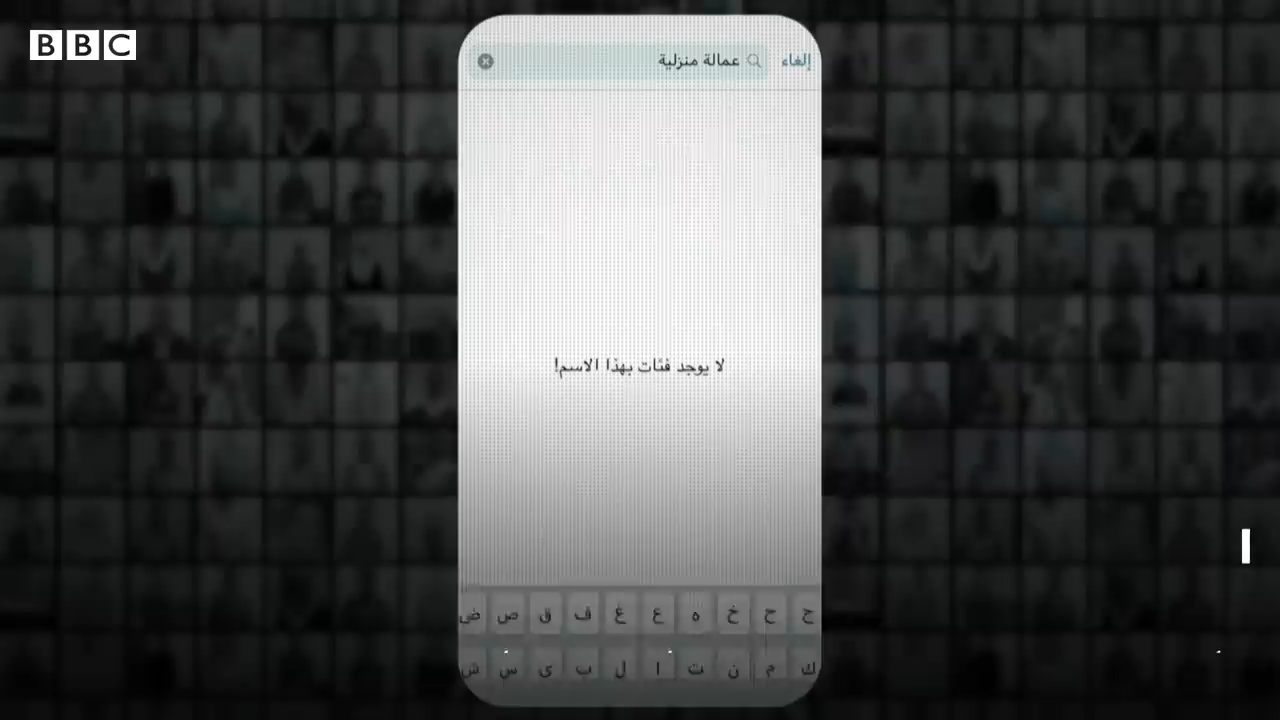 BBC
إلغاء
عمالة منزلية
لا يوجد فئات بهذا الاسم!
ض ص ق ف غ ع ه خ ح ج
ش س ي ب ل ا ت ن م ك